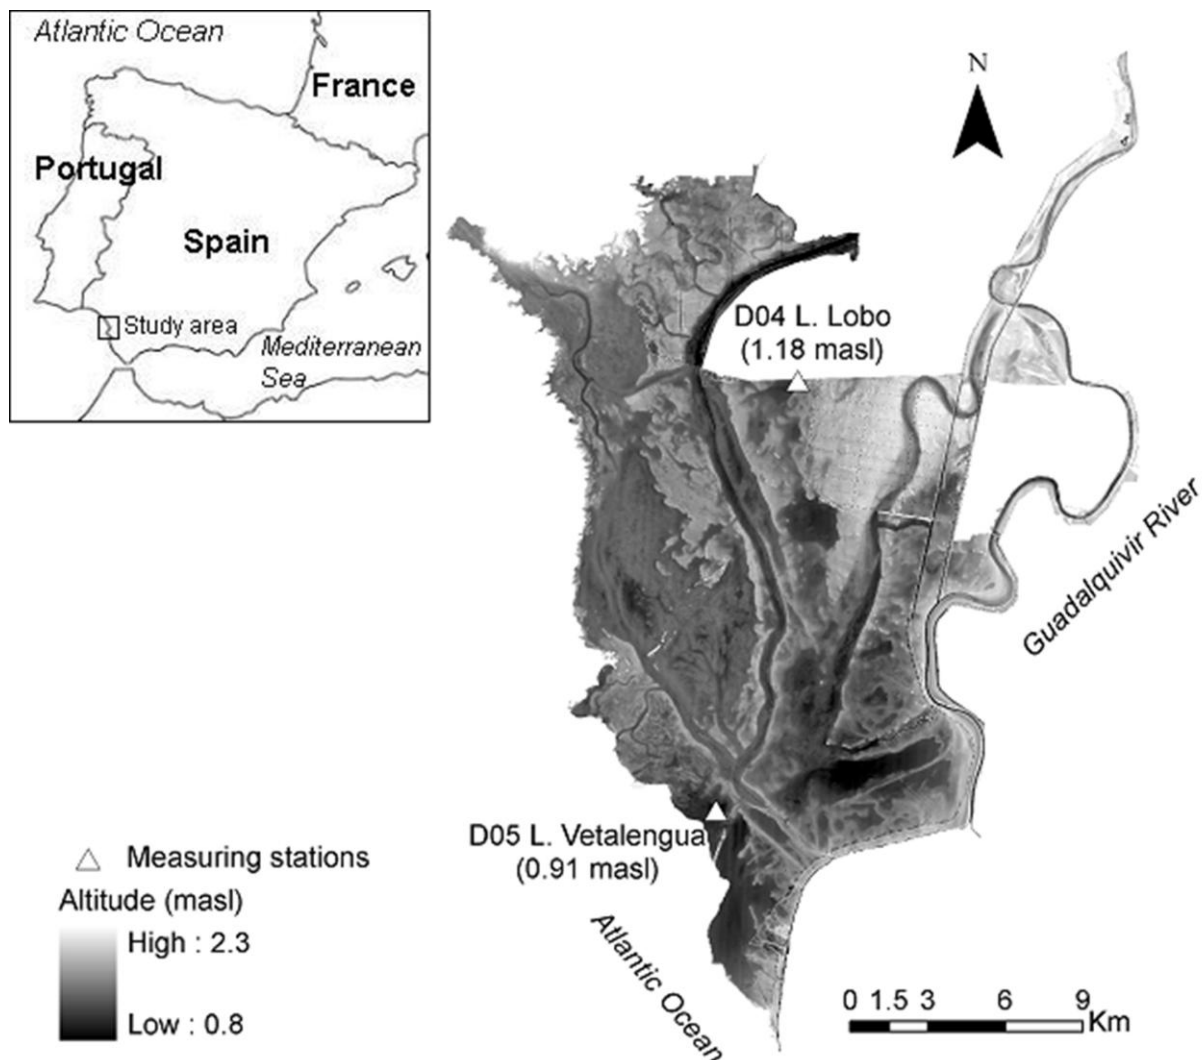 Atlantic Ocean
France
Portugal
Spain
Study area
Mediterranean
Sea
N
D04 L. Lobo
(1.18 masl)
Guadalquivir River
D05 L. Vetalengua
(0.91 masl)
Atlantic Ocean
Measuring stations
Altitude (masl)
High : 2.3
Low : 0.8
0 1.5 3 6 9
Km